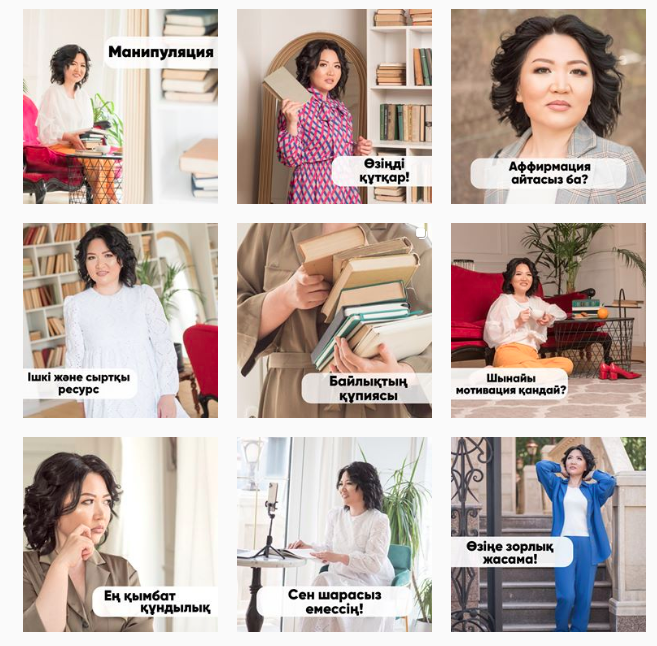 Манипуляция
Өзіңді
құтқар!
Аффирмация
айтасыз ба?
Ішкі және сыртқы
ресурс
Байлықтың
құпиясы
Шынайы
мотивация қандай?
Ең қымбат
құндылық
Сен шарасыз
емессің!
Өзіңе зорлық
жасама!